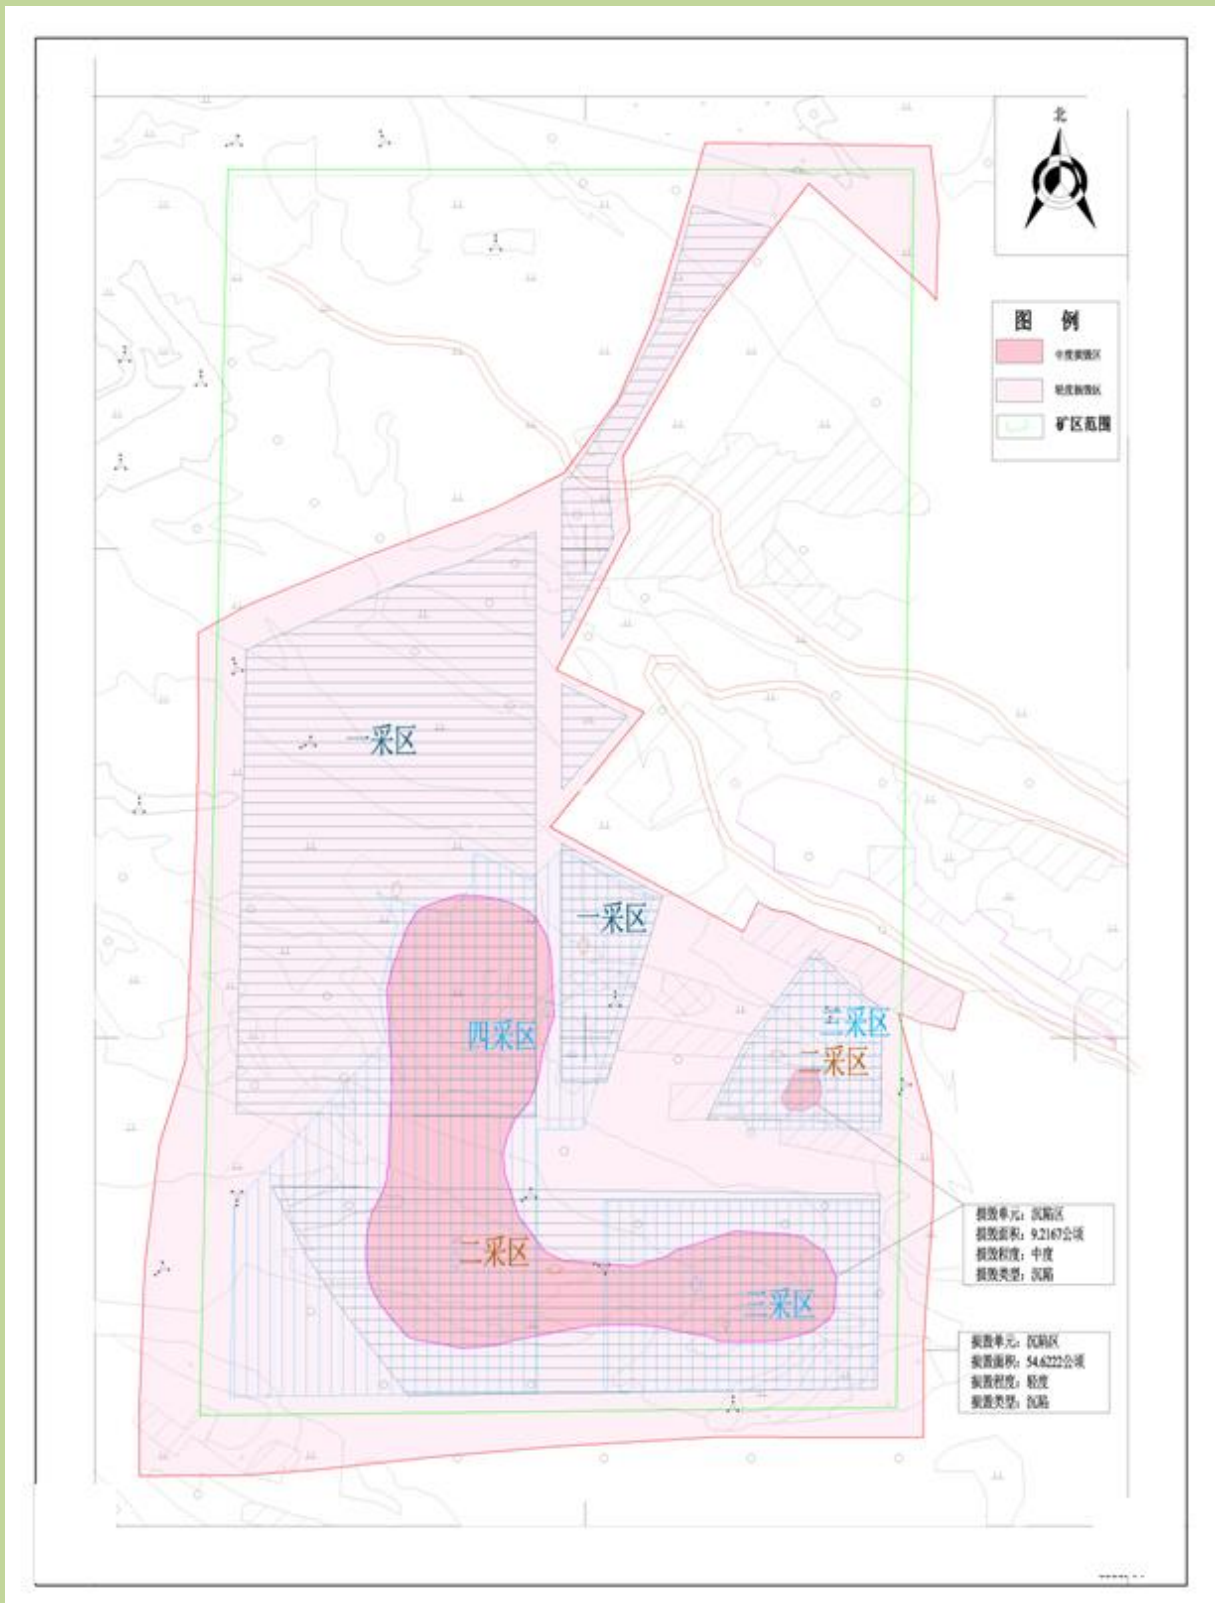 北
图 例
中度损毁区
轻度损毁区
矿区范围
一采区
一采区
四采区
三采区
二采区
二采区
三采区
损毁单元：沉陷区
损毁面积：9.2167公顷
损毁程度：中度
损毁类型：沉陷
损毁单元：沉陷区
损毁面积：54.6222公顷
损毁程度：轻度
损毁类型：沉陷